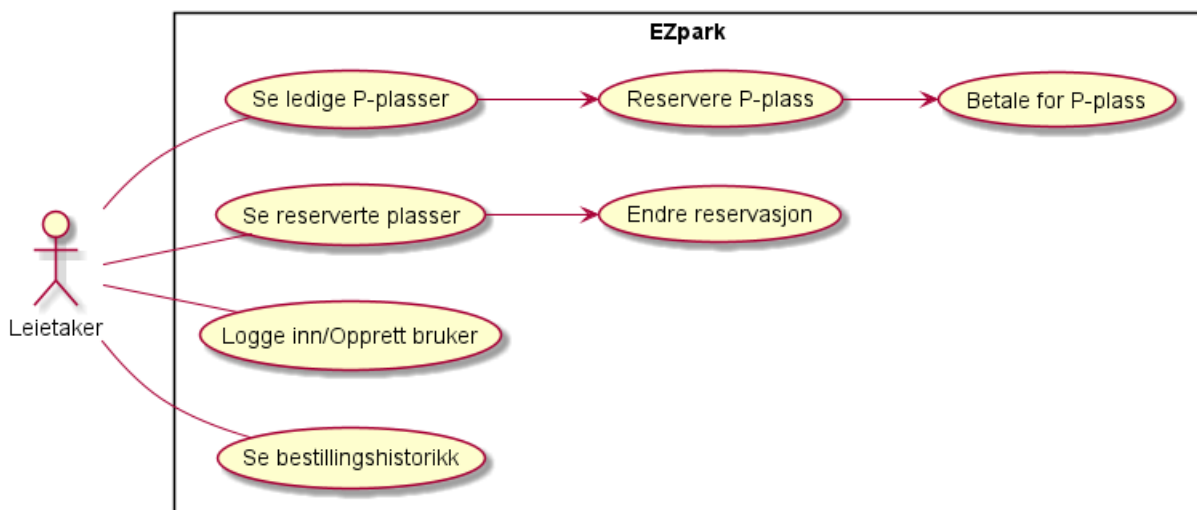 EZpark
Se ledige P-plasser
Reservere P-plass
Betale for P-plass
Se reserverte plasser
Endre reservasjon
Leietaker
Logge inn/Opprett bruker
Se bestillingshistorikk